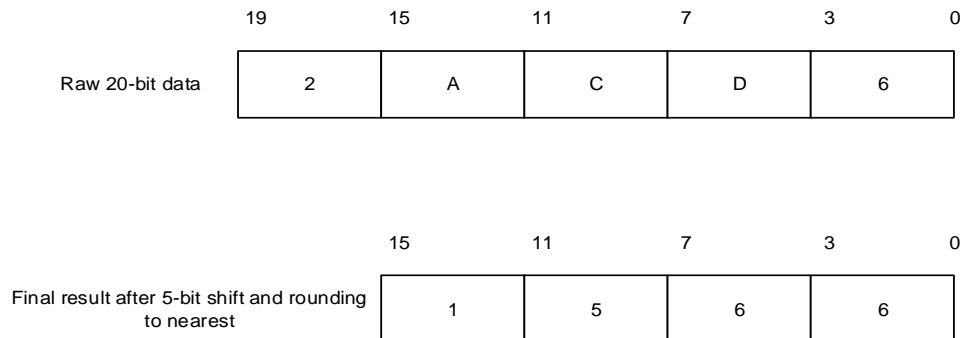 19 15 11 7 3 0
Raw 20-bit data 2 A C D 6
15 11 7 3 0
Final result after 5-bit shift and rounding
to nearest
1 5 6 6